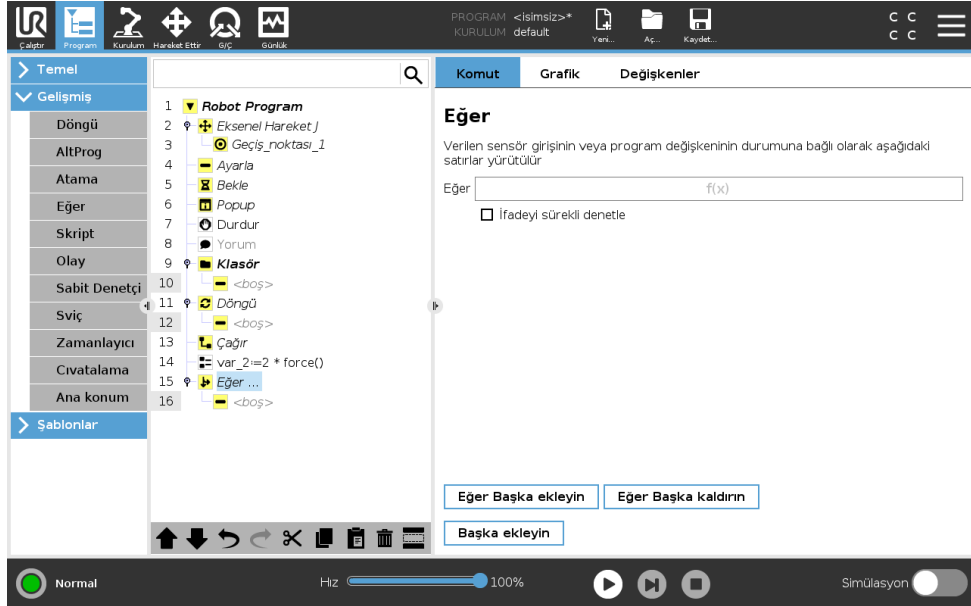 UR
Çalıştır
Program
Kurulum
Hareket Ettir
G/Ç
Günlük
PROGRAM <isimsiz>*
KURULUM default
Yeni...
Aç...
Kaydet...
C C
C C
Temel
Gelişmiş
Döngü
AltProg
Atama
Eğer
Skript
Olay
Sabit Denetçi
Sviç
Zamanlayıcı
Cıvatalama
Ana konum
Şablonlar
1 Robot Program
2 Eksenel Hareket J
3 Geçiş_noktası_1
4 Ayarla
5 Bekle
6 Popup
7 Durdur
8 Yorum
9 Klasör
10 <boş>
11 Döngü
12 <boş>
13 Çağır
14 var_2≔2 * force()
15 Eğer ...
16 <boş>
Komut Grafik Değişkenler
Eğer
Verilen sensör girişinin veya program değişkeninin durumuna bağlı olarak aşağıdaki
satırlar yürütülür
Eğer f(x)
İfadeyi sürekli denetle
Eğer Başka ekleyin Eğer Başka kaldırın
Başka ekleyin
Normal
Hız 100%
Simülasyon